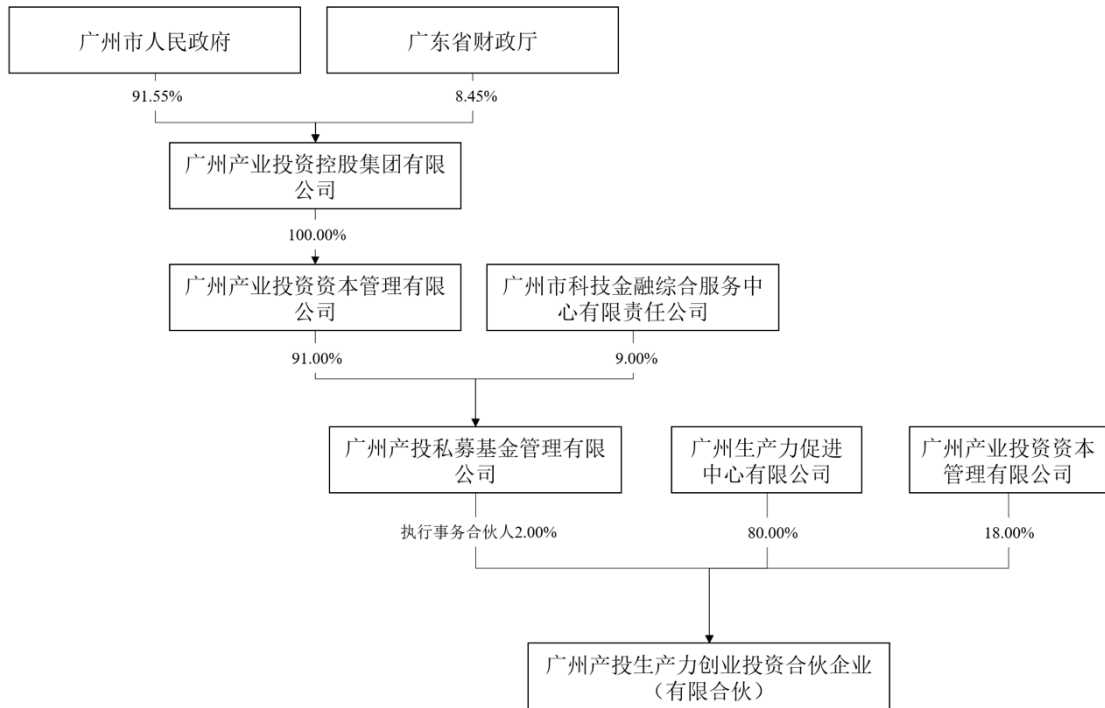 广州市人民政府
广东省财政厅
91.55%
8.45%
广州产业投资控股集团有限
公司
100.00%
广州产业投资资本管理有限
公司
广州市科技金融综合服务中
心有限责任公司
91.00%
9.00%
广州产投私募基金管理有限
公司
广州生产力促进
中心有限公司
广州产业投资资本
管理有限公司
执行事务合伙人2.00%
80.00%
18.00%
广州产投生产力创业投资合伙企业
（有限合伙）